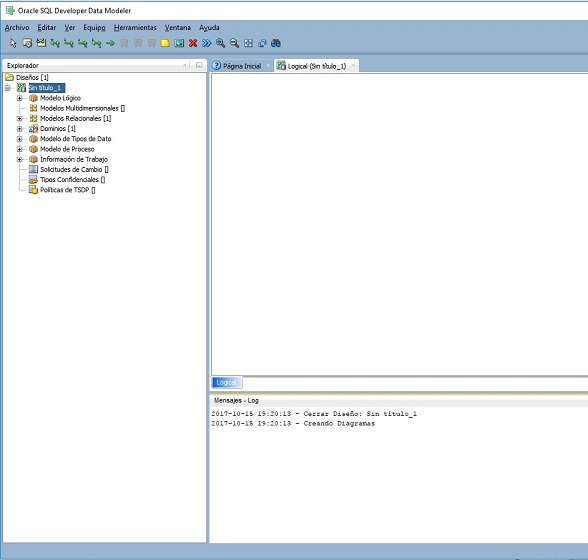 Oracle SQL Developer Data Modeler
Archivo Editar Ver Equipo Herramientas Ventana Ayuda
Explorador
Página Inicial
Logical (Sin título_1)
Diseños [1]
Sin título_1
Modelo Lógico
Modelos Multidimensionales []
Modelos Relacionales [1]
Dominios [1]
Modelo de Tipos de Dato
Modelo de Proceso
Información de Trabajo
Solicitudes de Cambio []
Tipos Confidenciales []
Políticas de TSDP []
Logical
Mensajes - Log
2017-10-15 19:20:13 - Cerrar Diseño: Sin título_1
2017-10-15 19:20:13 - Creando Diagramas